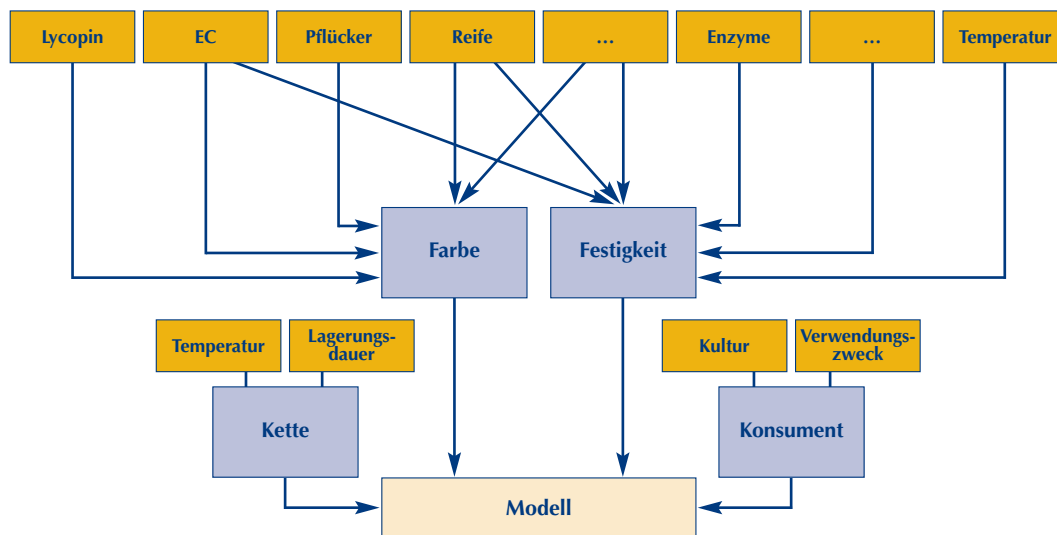 Lycopin
EC
Pflücker
Reife
...
Enzyme
...
Temperatur
Farbe
Festigkeit
Temperatur
Lagerungs-
dauer
Kultur
Verwendungs-
zweck
Kette
Konsument
Modell